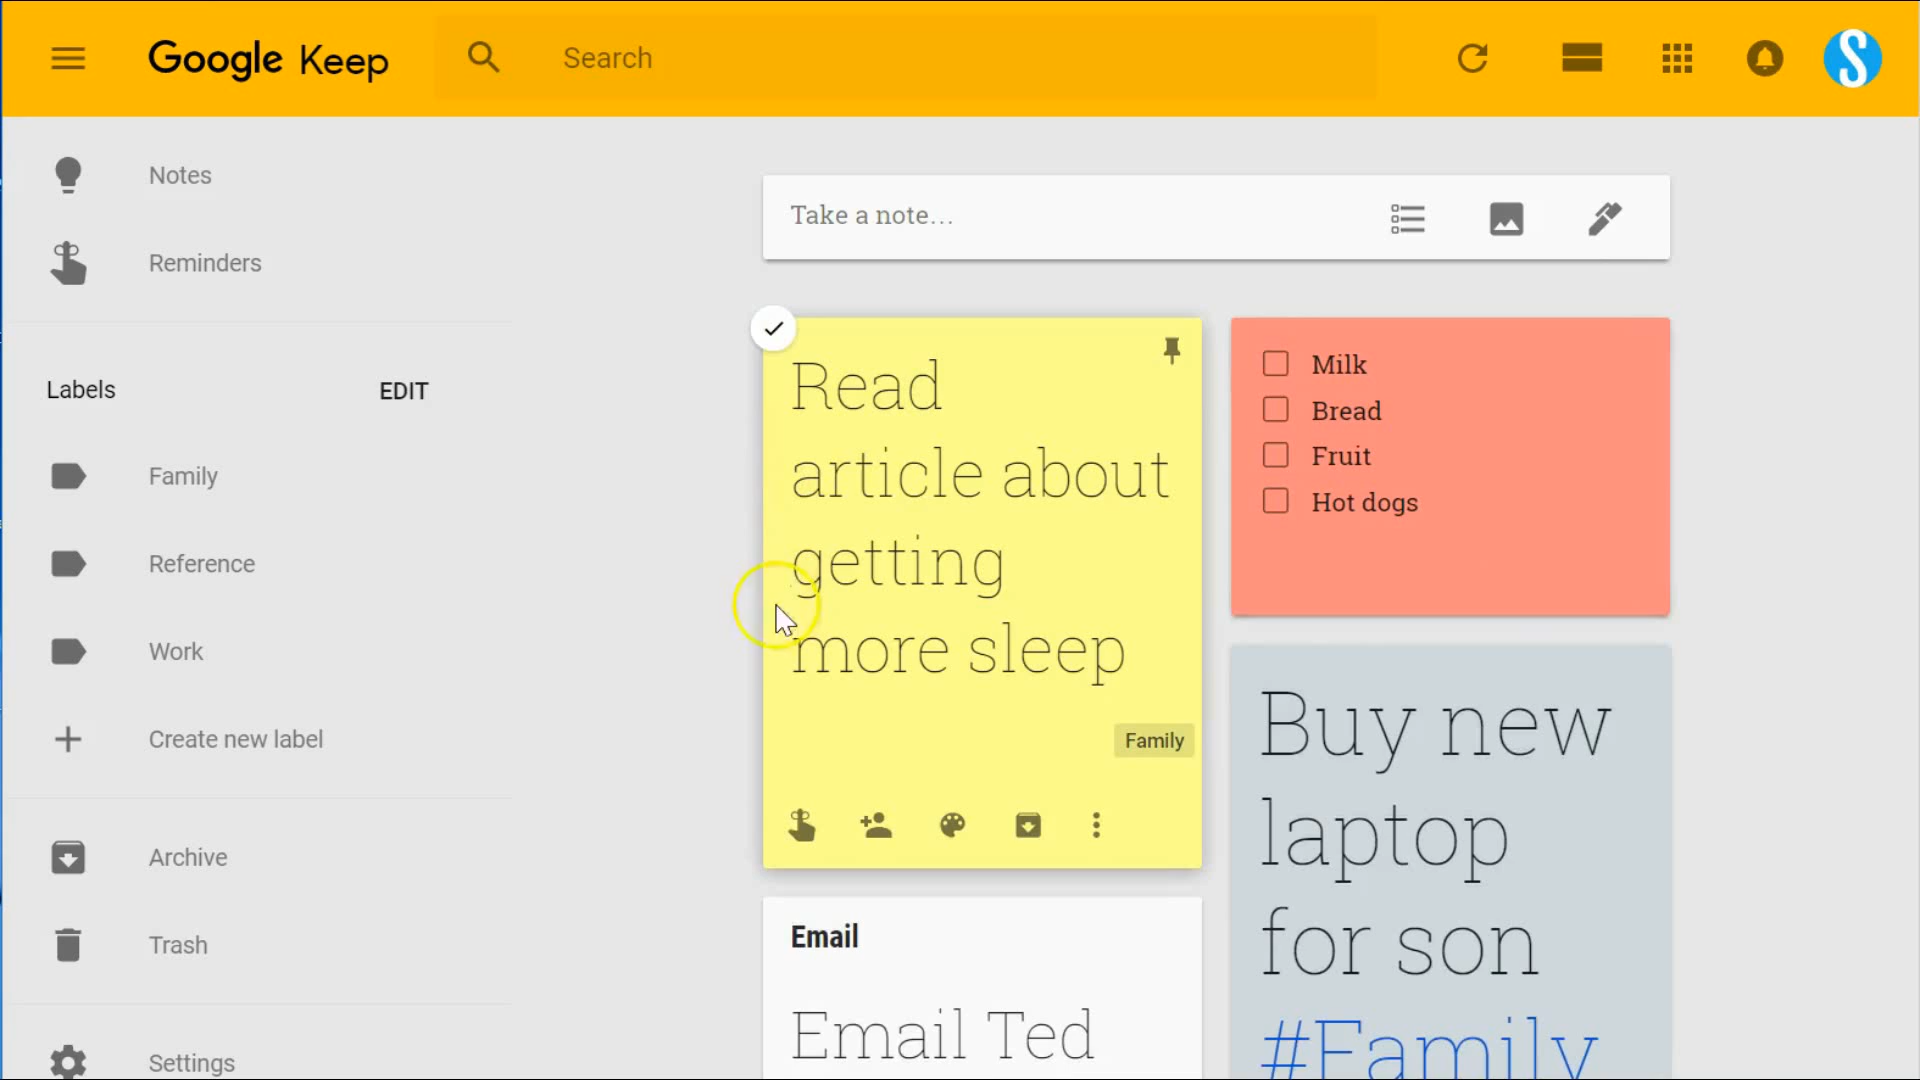 Google Keep
Search
S
Notes
Reminders
Labels
EDIT
Family
Reference
Work
Create new label
Archive
Trash
Settings
Take a note...
Read
article about
getting
more sleep
Family
Email
Email Ted
Milk
Bread
Fruit
Hot dogs
Buy new
laptop
for son
#Family